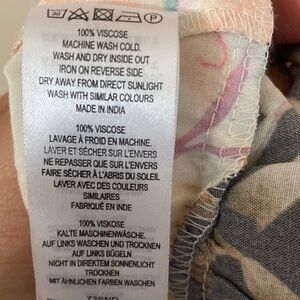 30 P
100% VISCOSE
MACHINE WASH COLD.
WASH AND DRY INSIDE OUT
IRON ON REVERSE SIDE
DRY AWAY FROM DIRECT SUNLIGHT
WASH WITH SIMILAR COLOURS
MADE IN INDIA
100% VISCOSE
LAVAGE À FROID EN MACHINE.
LAVER ET SÉCHER SUR L'ENVERS
NE REPASSER QUE SUR L'ENVERS
FAIRE SÉCHER À L'ABRIS DU SOLEIL
LAVER AVEC DES COULEURS
SIMILAIRES
FABRIQUÉ EN INDE
100% VISKOSE
KALTE MASCHINENWÄSCHE.
AUF LINKS WASCHEN UND TROCKNEN
AUF LINKS BÜGELN
NICHT IN DIREKTEM SONNENLICHT
TROCKNEN
MIT ÄHNLICHEN FARBEN WASCHEN